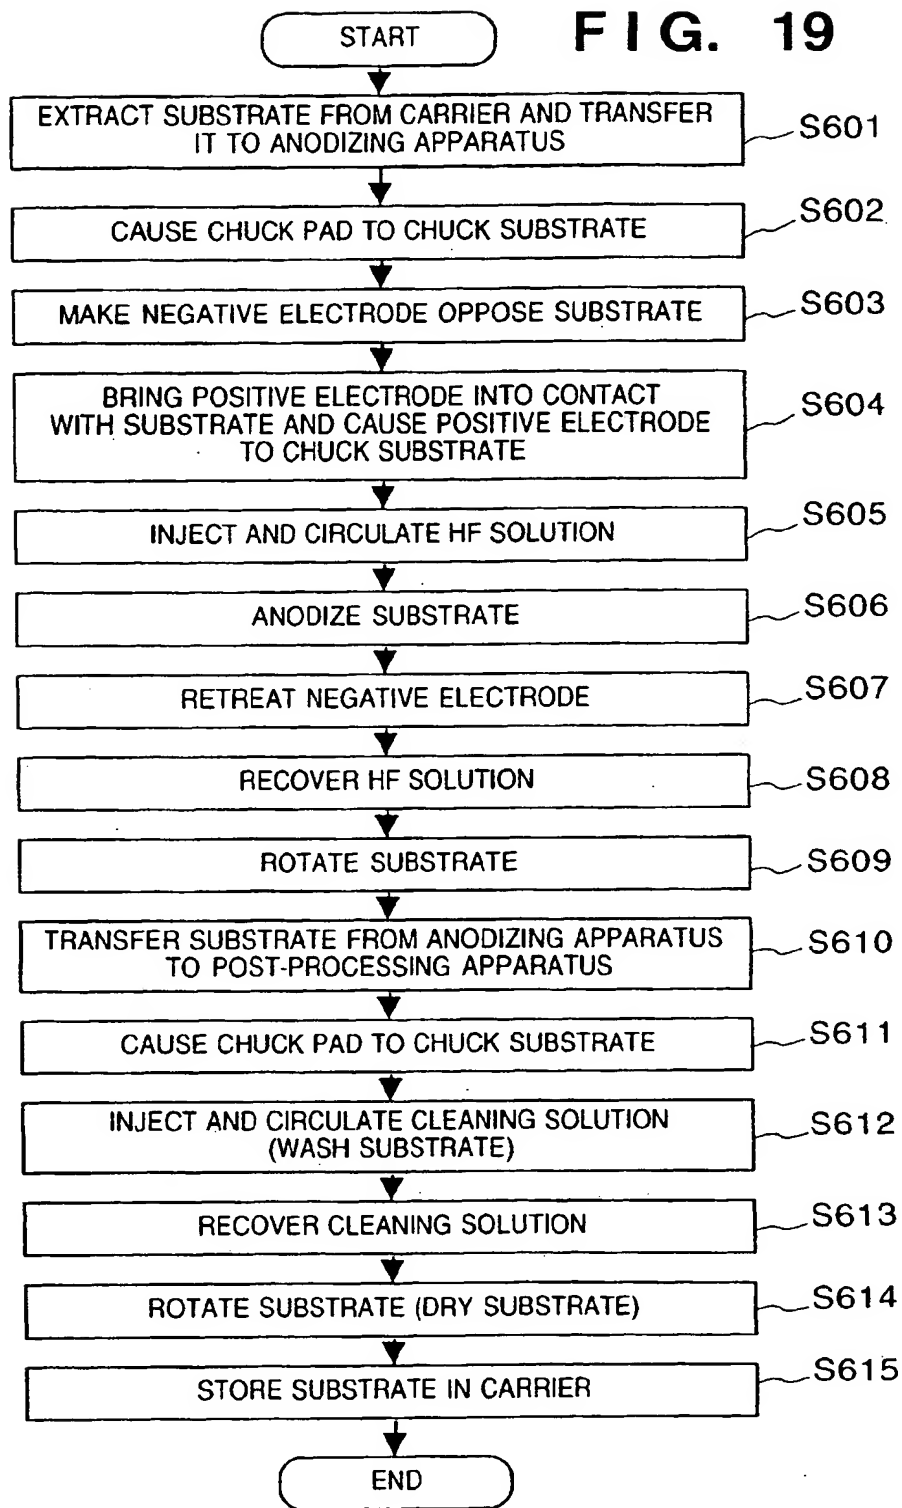 FIG. 19
START
EXTRACT SUBSTRATE FROM CARRIER AND TRANSFER
IT TO ANODIZING APPARATUS
S601
CAUSE CHUCK PAD TO CHUCK SUBSTRATE
S602
MAKE NEGATIVE ELECTRODE OPPOSE SUBSTRATE
S603
BRING POSITIVE ELECTRODE INTO CONTACT
WITH SUBSTRATE AND CAUSE POSITIVE ELECTRODE
TO CHUCK SUBSTRATE
S604
INJECT AND CIRCULATE HF SOLUTION
S605
ANODIZE SUBSTRATE
S606
RETREAT NEGATIVE ELECTRODE
S607
RECOVER HF SOLUTION
S608
ROTATE SUBSTRATE
S609
TRANSFER SUBSTRATE FROM ANODIZING APPARATUS
TO POST-PROCESSING APPARATUS
S610
CAUSE CHUCK PAD TO CHUCK SUBSTRATE
S611
INJECT AND CIRCULATE CLEANING SOLUTION
(WASH SUBSTRATE)
S612
RECOVER CLEANING SOLUTION
S613
ROTATE SUBSTRATE (DRY SUBSTRATE)
S614
STORE SUBSTRATE IN CARRIER
S615
END